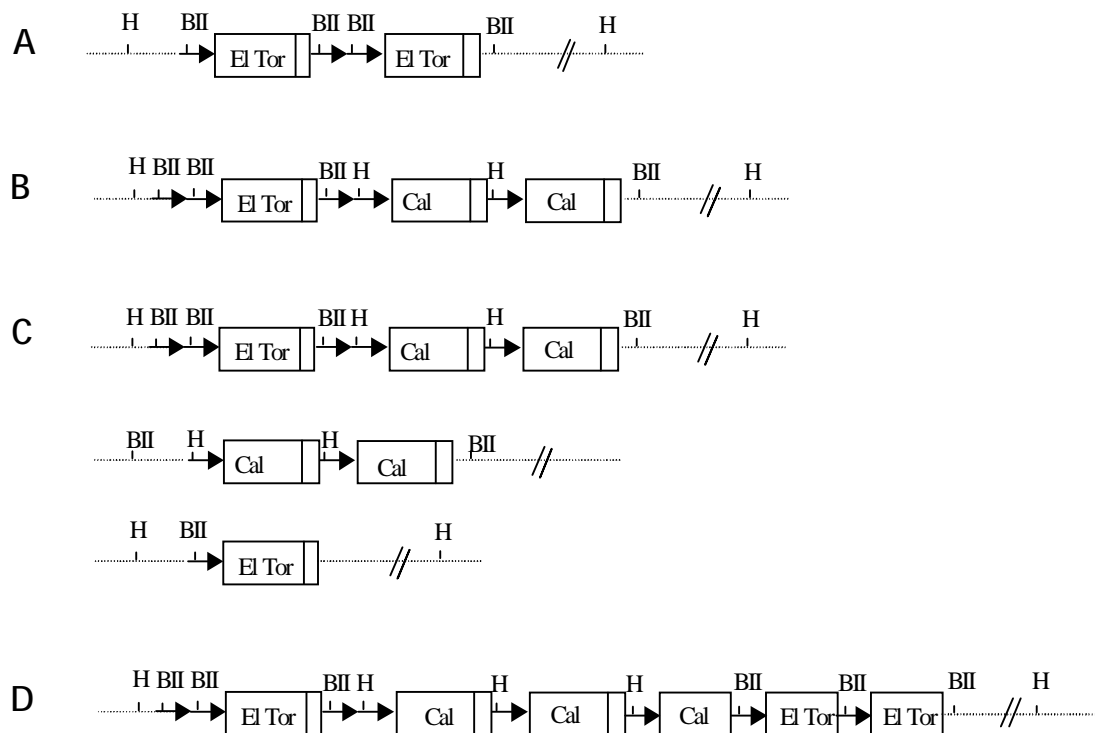 H BII BII BII BII H
A
El Tor El Tor
H BII BII BII H H BII H
B
El Tor Cal Cal
H BII BII BII H H BII H
C
El Tor Cal Cal
BII H H BII
Cal Cal
H BII H
El Tor
H BII BII BII H H H BII BII BII H
D
El Tor Cal Cal Cal El Tor El Tor